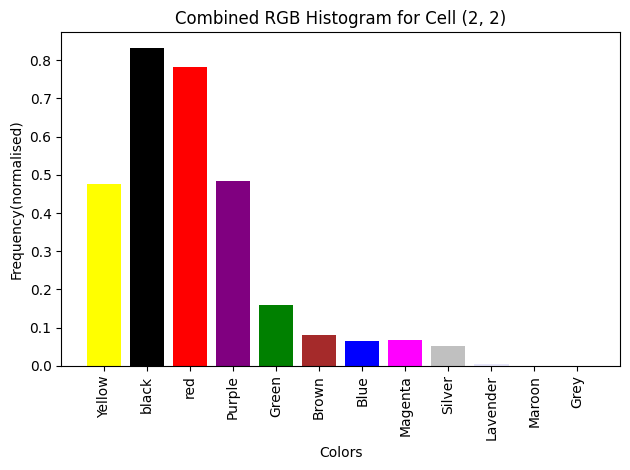 Combined RGB Histogram for Cell (2, 2)
Frequency(normalised)
0.8
0.7
0.6
0.5
0.4
0.3
0.2
0.1
0.0
Yellow
black
red
Purple
Green
Brown
Blue
Magenta
Silver
Lavender
Maroon
Grey
Colors